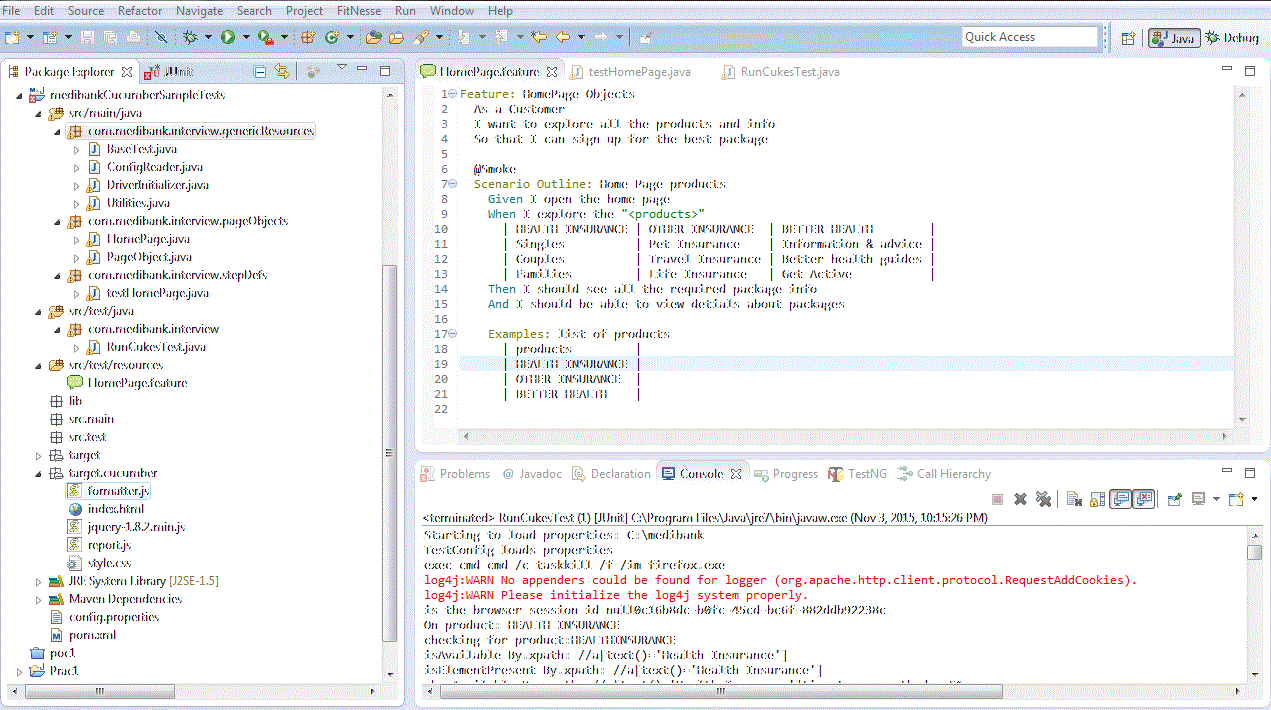 File Edit Source Refactor Navigate Search Project FitNesse Run Window Help
Quick Access
Java
Debug
Package Explorer
JUnit
medibankCucumberSampleTests
src/main/java
com.medibank.interview.genericResources
BaseTest.java
ConfigReader.java
DriverInitializer.java
Utilities.java
com.medibank.interview.pageObjects
HomePage.java
PageObject.java
com.medibank.interview.stepDefs
testHomePage.java
src/test/java
com.medibank.interview
RunCukesTest.java
src/test/resources
HomePage.feature
lib
src.main
src.test
target
target.cucumber
formatter.js
index.html
jquery-1.8.2.min.js
report.js
style.css
JRE System Library [J2SE-1.5]
Maven Dependencies
config.properties
pom.xml
poc1
Prac1
HomePage.feature testHomePage.java RunCukesTest.java
1 Feature: HomePage Objects
2 As a Customer
3 I want to explore all the products and info
4 So that I can sign up for the best package
5
6 @Smoke
7 Scenario Outline: Home Page products
8 Given I open the home page
9 When I explore the "<products>"
10 | HEALTH INSURANCE | OTHER INSURANCE | BETTER HEALTH |
11 | Singles | Pet Insurance | Information & advice |
12 | Couples | Travel Insurance | Better health guides |
13 | Families | Life Insurance | Get Active |
14 Then I should see all the required package info
15 And I should be able to view detials about packages
16
17 Examples: List of products
18 | products |
19 | HEALTH INSURANCE |
20 | OTHER INSURANCE |
21 | BETTER HEALTH |
22
Problems @ Javadoc Declaration Console Progress TestNG Call Hierarchy
<terminated> RunCukesTest (1) [JUnit] C:\Program Files\Java\jre7\bin\javaw.exe (Nov 3, 2015, 10:15:26 PM)
Starting to load properties: C:\medibank
TestConfig loads properties
exec cmd cmd /c taskkill /f /im firefox.exe
log4j:WARN No appenders could be found for logger (org.apache.http.client.protocol.RequestAddCookies).
log4j:WARN Please initialize the log4j system properly.
is the browser session id
On product: HEALTH INSURANCE
checking for product:HEALTHINSURANCE
isAvailable By.xpath: //a[text()='Health Insurance']
isElementPresent By.xpath: //a[text()='Health Insurance']